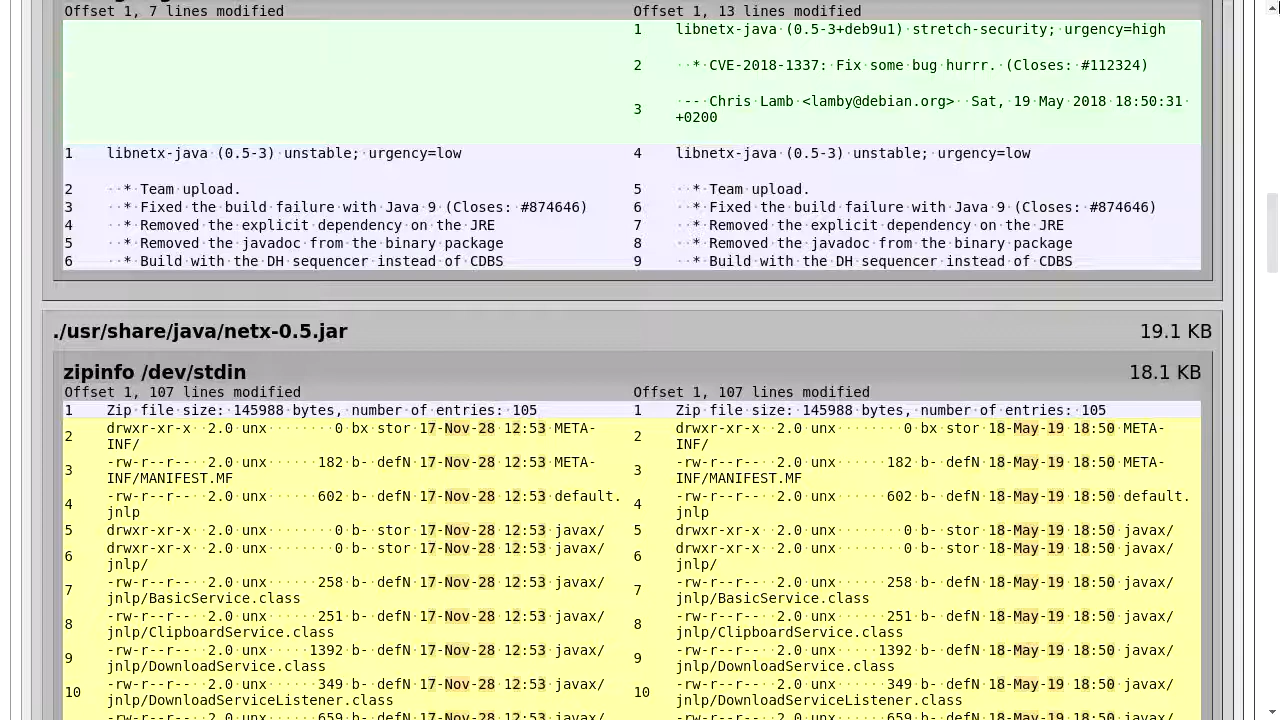 Offset 1, 7 lines modified Offset 1, 13 lines modified
1 libnetx-java (0.5-3+deb9u1) stretch-security; urgency=high
2 ··* CVE-2018-1337: Fix some bug hurrr. (Closes: #112324)
3 ·-- Chris Lamb <lamby@debian.org>··Sat, 19 May 2018 18:50:31
+0200
1 libnetx-java (0.5-3) unstable; urgency=low 4 libnetx-java (0.5-3) unstable; urgency=low
2 ··* Team upload. 5 ··* Team upload.
3 ··* Fixed the build failure with Java 9 (Closes: #874646) 6 ··* Fixed the build failure with Java 9 (Closes: #874646)
4 ··* Removed the explicit dependency on the JRE 7 ··* Removed the explicit dependency on the JRE
5 ··* Removed the javadoc from the binary package 8 ··* Removed the javadoc from the binary package
6 ··* Build with the DH sequencer instead of CDBS 9 ··* Build with the DH sequencer instead of CDBS
./usr/share/java/netx-0.5.jar 19.1 KB
zipinfo /dev/stdin 18.1 KB
Offset 1, 107 lines modified Offset 1, 107 lines modified
1 Zip file size: 145988 bytes, number of entries: 105 1 Zip file size: 145988 bytes, number of entries: 105
2 drwxr-xr-x 2.0 unx 0 bx stor 17-Nov-28 12:53 META- 2 drwxr-xr-x 2.0 unx 0 bx stor 18-May-19 18:50 META-
INF/ INF/
3 -rw-r--r-- 2.0 unx 182 b- defN 17-Nov-28 12:53 META- 3 -rw-r--r-- 2.0 unx 182 b- defN 18-May-19 18:50 META-
INF/MANIFEST.MF INF/MANIFEST.MF
4 -rw-r--r-- 2.0 unx 602 b- defN 17-Nov-28 12:53 default. 4 -rw-r--r-- 2.0 unx 602 b- defN 18-May-19 18:50 default.
jnlp jnlp
5 drwxr-xr-x 2.0 unx 0 b- stor 17-Nov-28 12:53 javax/ 5 drwxr-xr-x 2.0 unx 0 b- stor 18-May-19 18:50 javax/
6 drwxr-xr-x 2.0 unx 0 b- stor 17-Nov-28 12:53 javax/ 6 drwxr-xr-x 2.0 unx 0 b- stor 18-May-19 18:50 javax/
jnlp/ jnlp/
7 -rw-r--r-- 2.0 unx 258 b- defN 17-Nov-28 12:53 javax/ 7 -rw-r--r-- 2.0 unx 258 b- defN 18-May-19 18:50 javax/
jnlp/BasicService.class jnlp/BasicService.class
8 -rw-r--r-- 2.0 unx 251 b- defN 17-Nov-28 12:53 javax/ 8 -rw-r--r-- 2.0 unx 251 b- defN 18-May-19 18:50 javax/
jnlp/ClipboardService.class jnlp/ClipboardService.class
9 -rw-r--r-- 2.0 unx 1392 b- defN 17-Nov-28 12:53 javax/ 9 -rw-r--r-- 2.0 unx 1392 b- defN 18-May-19 18:50 javax/
jnlp/DownloadService.class jnlp/DownloadService.class
10 -rw-r--r-- 2.0 unx 349 b- defN 17-Nov-28 12:53 javax/ 10 -rw-r--r-- 2.0 unx 349 b- defN 18-May-19 18:50 javax/
jnlp/DownloadServiceListener.class jnlp/DownloadServiceListener.class
-rw-r--r-- 2.0 unx 659 b- defN 17-Nov-28 12:53 javax/ -rw-r--r-- 2.0 unx 659 b- defN 18-May-19 18:50 javax/